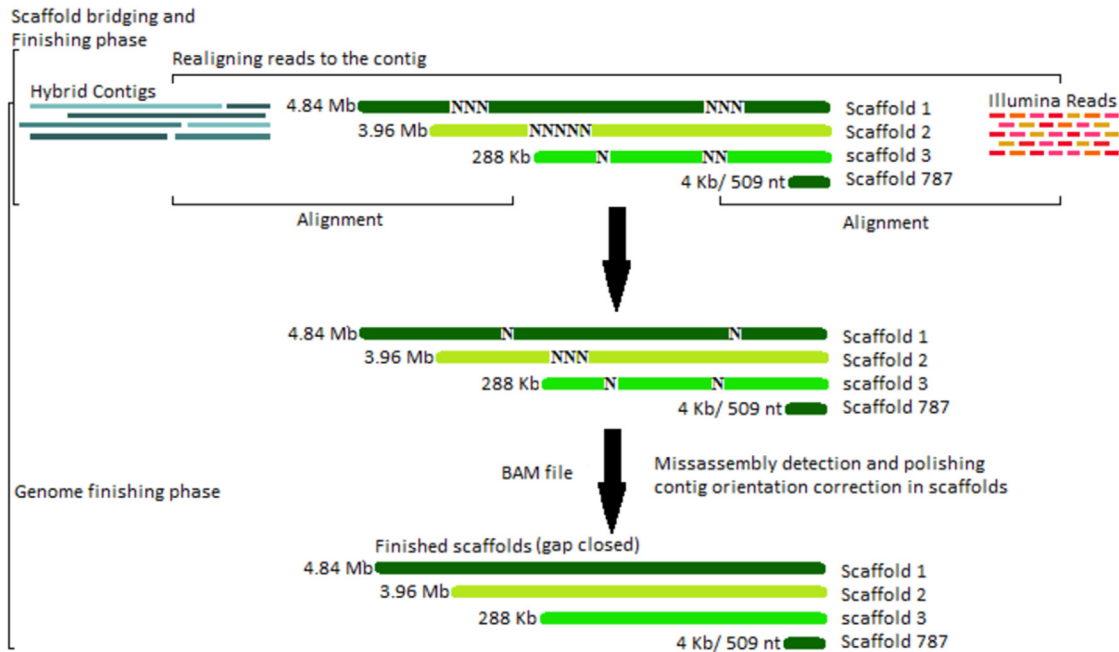 Scaffold bridging and
Finishing phase
Realigning reads to the contig
Hybrid Contigs
Illumina Reads
4.84 Mb NNN NNN Scaffold 1
3.96 Mb NNNNN Scaffold 2
288 Kb N NN scaffold 3
4 Kb/ 509 nt Scaffold 787
Alignment
Alignment
4.84 Mb N N Scaffold 1
3.96 Mb NNN Scaffold 2
288 Kb N N scaffold 3
4 Kb/ 509 nt Scaffold 787
BAM file
Missassembly detection and polishing
contig orientation correction in scaffolds
Genome finishing phase
Finished scaffolds (gap closed)
4.84 Mb Scaffold 1
3.96 Mb Scaffold 2
288 Kb scaffold 3
4 Kb/ 509 nt Scaffold 787